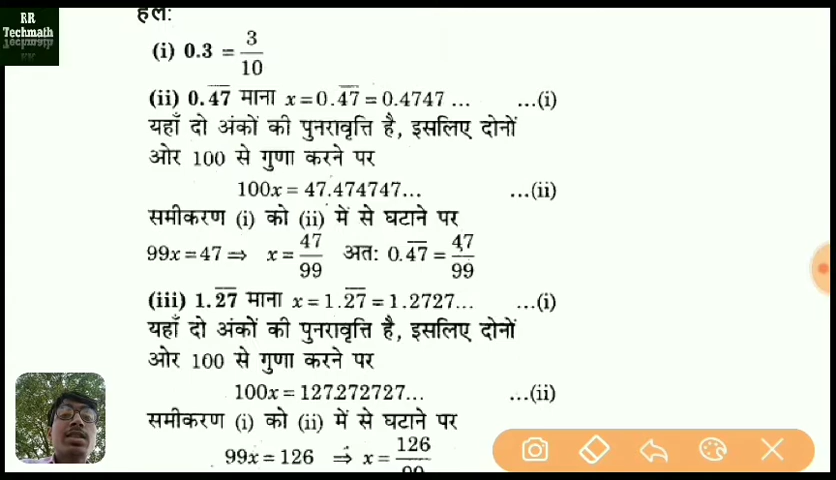 RR
Techmath
हल:
(i) 0.3 = 3/10
(ii) 0.4̅7̅ माना x = 0.4̅7̅ = 0.4747 ... ...(i)
यहाँ दो अंकों की पुनरावृत्ति है, इसलिए दोनों
ओर 100 से गुणा करने पर
100x = 47.474747... ...(ii)
समीकरण (i) को (ii) में से घटाने पर
99x = 47 ⇒ x = 47/99 अत: 0.4̅7̅ = 47/99
(iii) 1.2̅7̅ माना x = 1.2̅7̅ = 1.2727... ...(i)
यहाँ दो अंकों की पुनरावृत्ति है, इसलिए दोनों
ओर 100 से गुणा करने पर
100x = 127.272727... ...(ii)
समीकरण (i) को (ii) में से घटाने पर
99x = 126 ⇒ x = 126/99